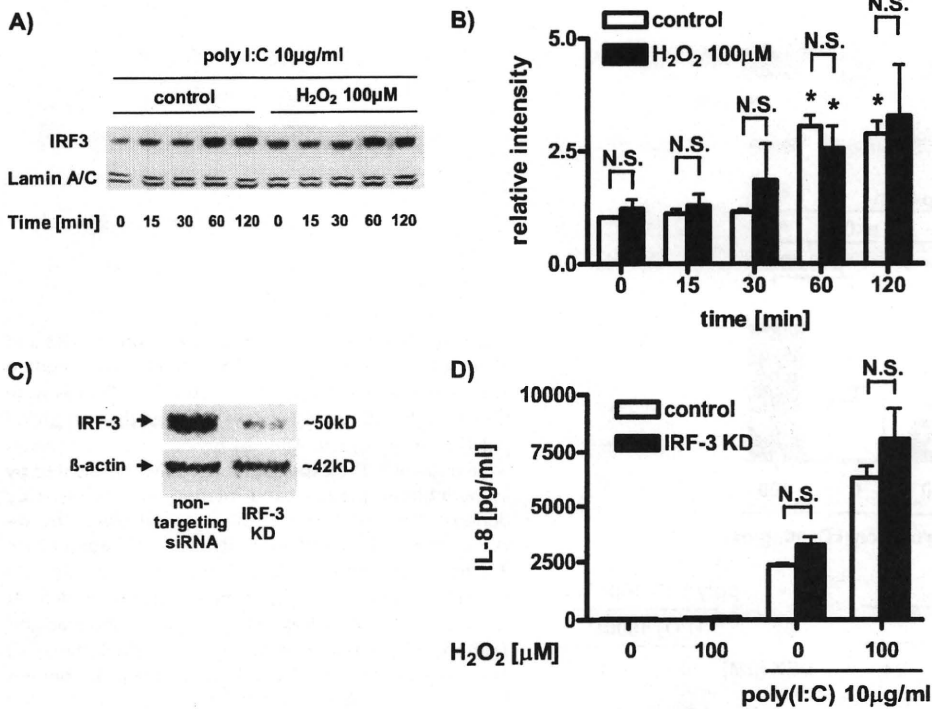 A)
poly I:C 10µg/ml
control H₂O₂ 100µM
IRF3
Lamin A/C
Time [min] 0 15 30 60 120 0 15 30 60 120
B)
control
H₂O₂ 100µM
N.S.
N.S.
N.S.
N.S.
N.S.
* * *
relative intensity
5.0
2.5
0.0
0 15 30 60 120
time [min]
C)
IRF-3 ~50kD
ß-actin ~42kD
non-
targeting
siRNA
IRF-3
KD
D)
control
IRF-3 KD
N.S.
N.S.
IL-8 [pg/ml]
10000
7500
5000
2500
0
H₂O₂ [µM] 0 100 0 100
poly(I:C) 10µg/ml